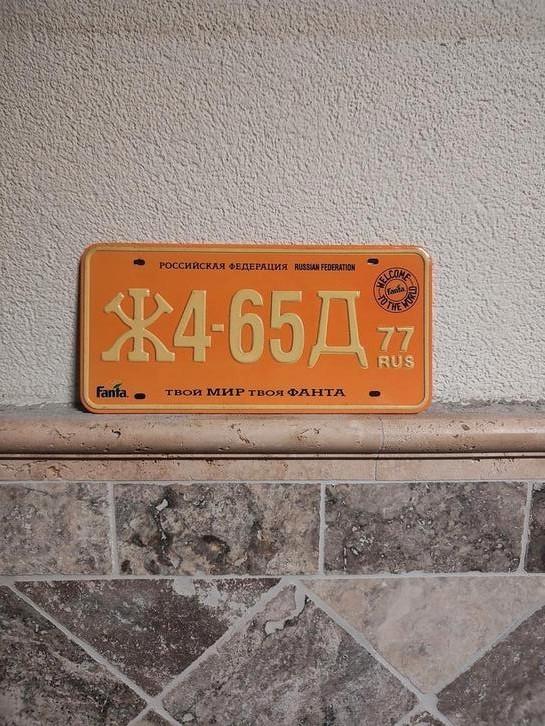 РОССИЙСКАЯ ФЕДЕРАЦИЯ RUSSIAN FEDERATION
WELCOME TO THE WORLD
Fanta
Ж4-65Д
77
RUS
Fanta
ТВОЙ МИР ТВОЯ ФАНТА